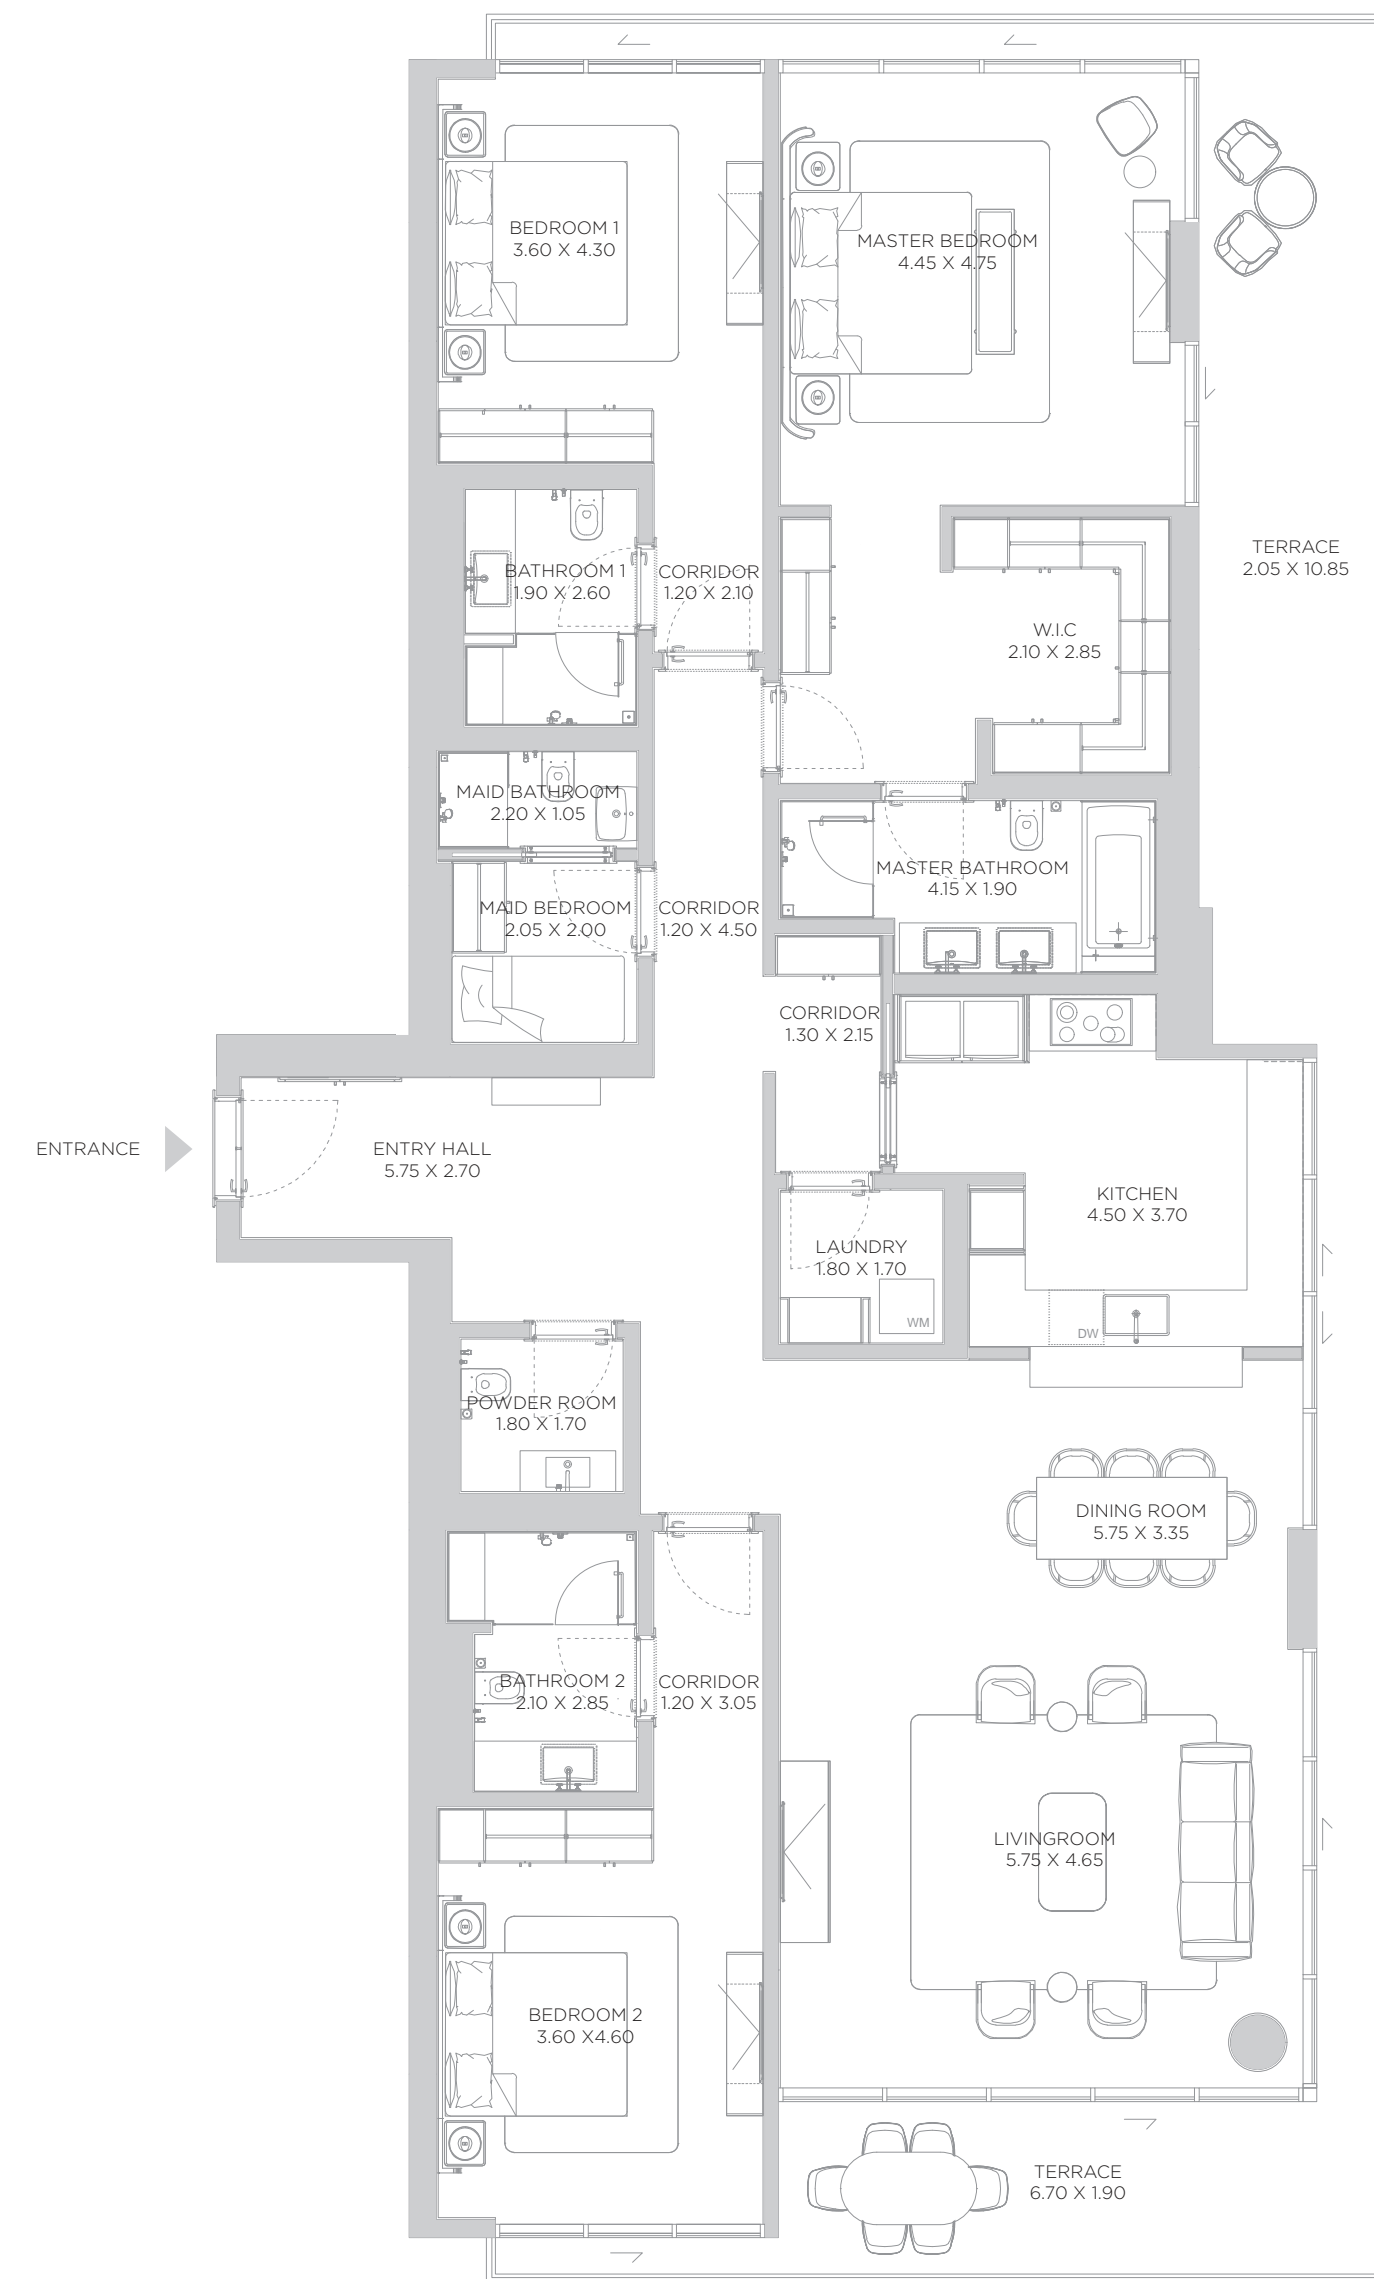 BEDROOM 1
3.60 X 4.30
MASTER BEDROOM
4.45 X 4.75
TERRACE
2.05 X 10.85
BATHROOM 1
1.90 X 2.60
CORRIDOR
1.20 X 2.10
W.I.C
2.10 X 2.85
MAID BATHROOM
2.20 X 1.05
MASTER BATHROOM
4.15 X 1.90
MAID BEDROOM
2.05 X 2.00
CORRIDOR
1.20 X 4.50
CORRIDOR
1.30 X 2.15
ENTRANCE
ENTRY HALL
5.75 X 2.70
KITCHEN
4.50 X 3.70
LAUNDRY
1.80 X 1.70
WM
DW
POWDER ROOM
1.80 X 1.70
DINING ROOM
5.75 X 3.35
BATHROOM 2
2.10 X 2.85
CORRIDOR
1.20 X 3.05
LIVINGROOM
5.75 X 4.65
BEDROOM 2
3.60 X4.60
TERRACE
6.70 X 1.90